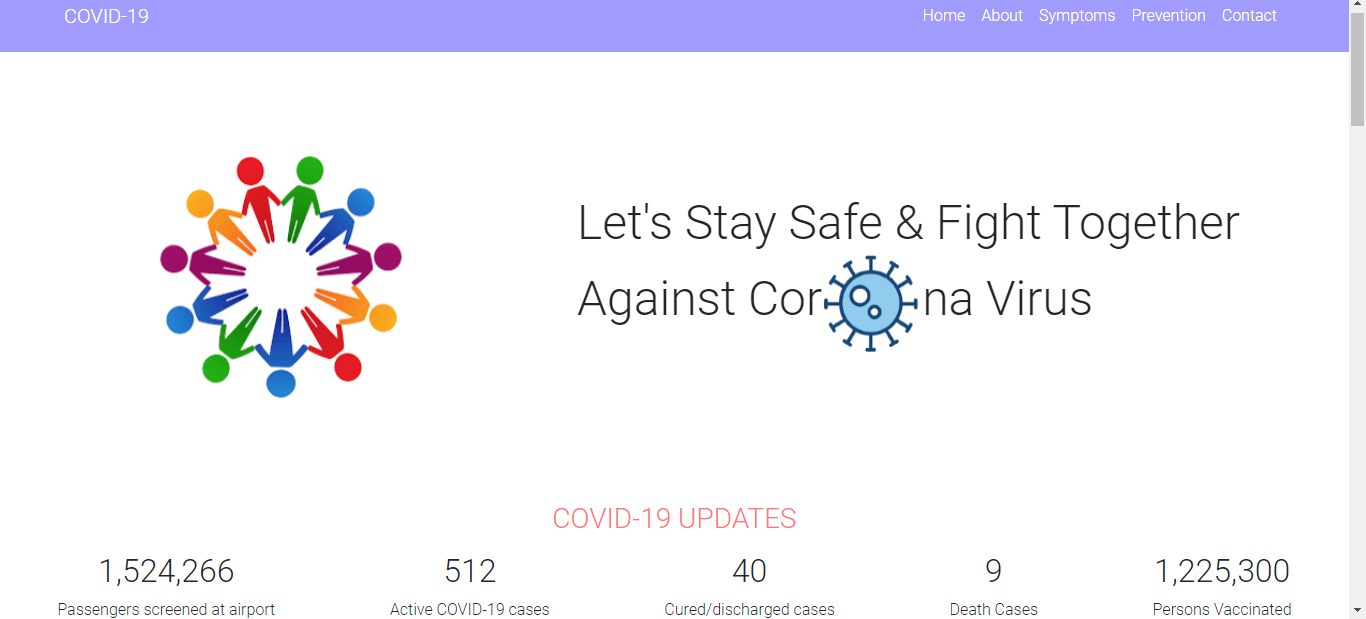 COVID-19
Home About Symptoms Prevention Contact
Let's Stay Safe & Fight Together
Against Cor na Virus
COVID-19 UPDATES
1,524,266
Passengers screened at airport
512
Active COVID-19 cases
40
Cured/discharged cases
9
Death Cases
1,225,300
Persons Vaccinated